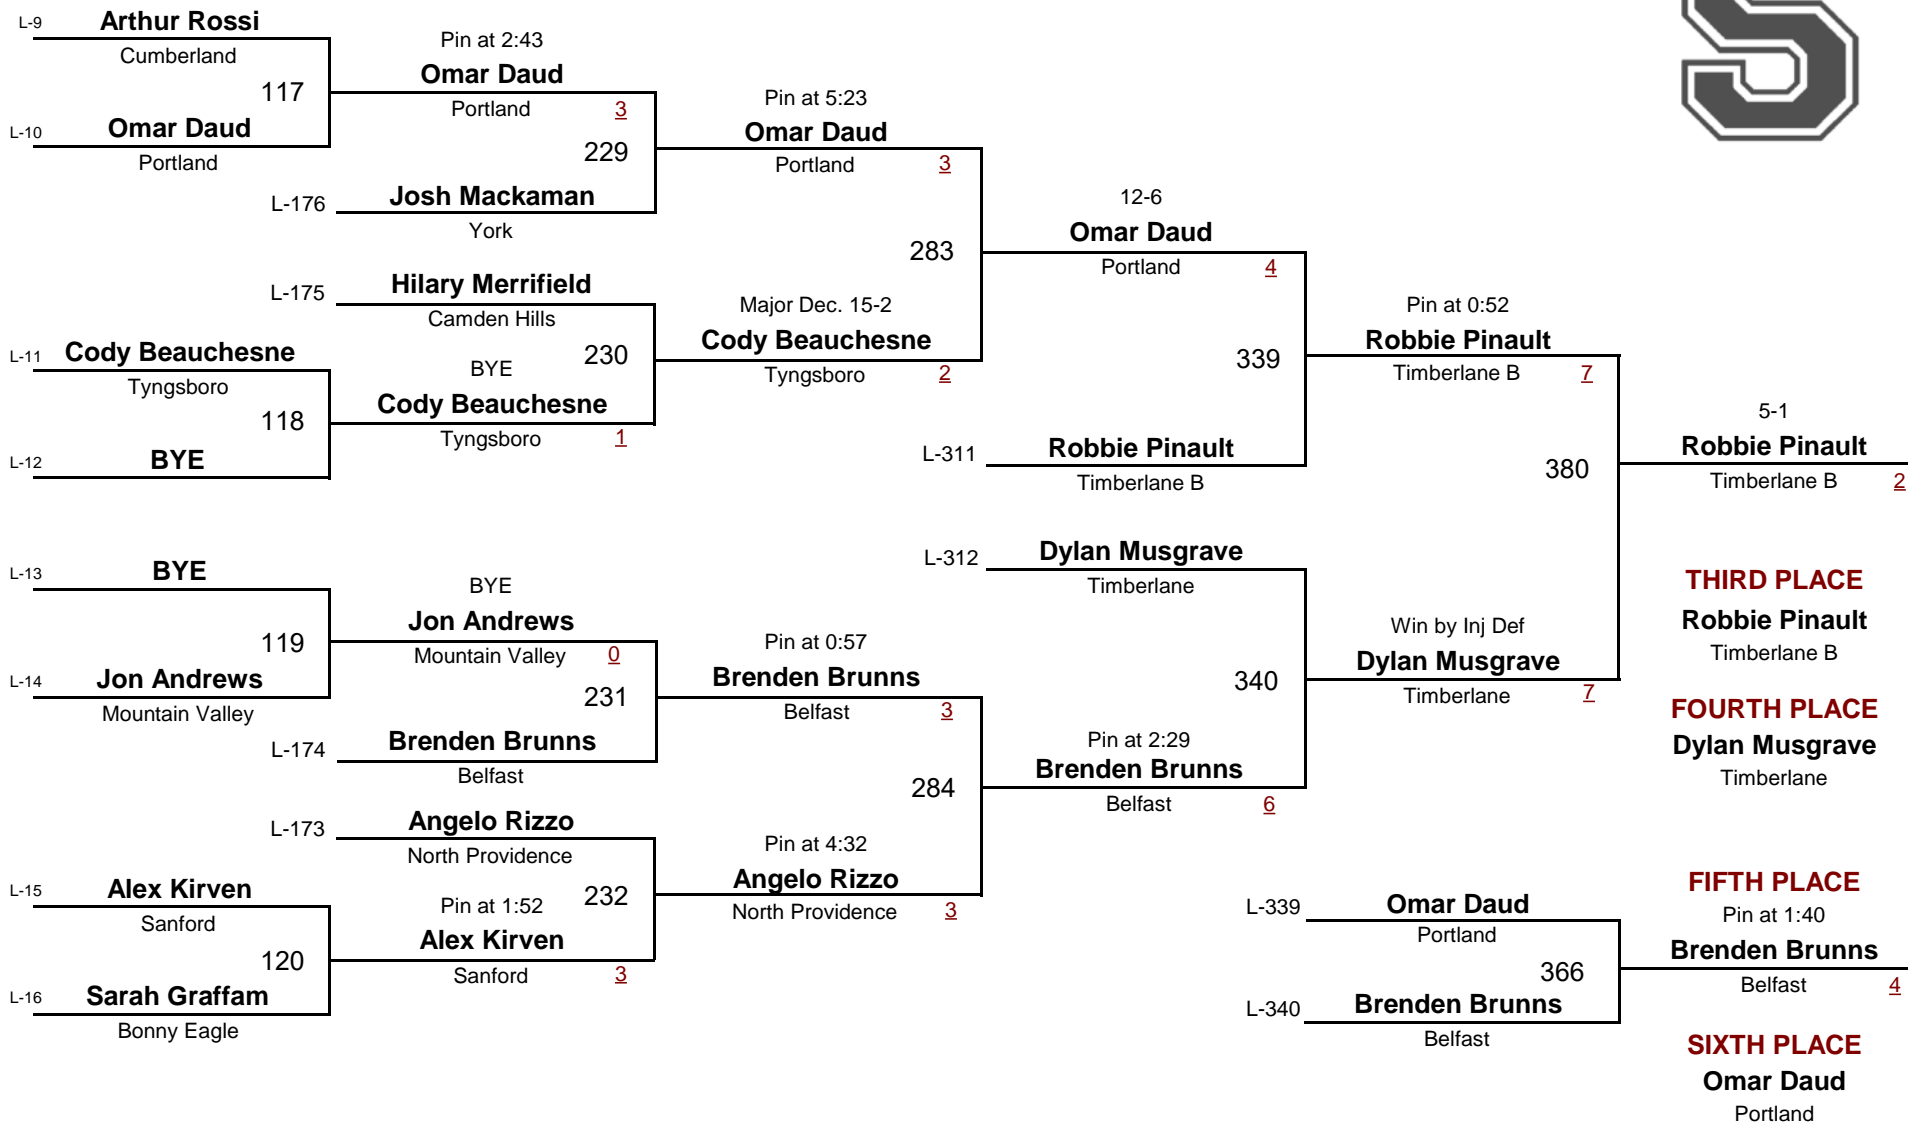 L-9 Arthur Rossi
Cumberland
117
L-10 Omar Daud
Portland
L-11 Cody Beauchesne
Tyngsboro
118
L-12 BYE
L-13 BYE
119
L-14 Jon Andrews
Mountain Valley
L-15 Alex Kirven
Sanford
120
L-16 Sarah Graffam
Bonny Eagle
Pin at 2:43
Omar Daud
Portland 3
229
L-176 Josh Mackaman
York
L-175 Hilary Merrifield
Camden Hills
230
BYE
Cody Beauchesne
Tyngsboro 1
BYE
Jon Andrews
Mountain Valley 0
231
L-174 Brenden Brunns
Belfast
L-173 Angelo Rizzo
North Providence
232
Pin at 1:52
Alex Kirven
Sanford 3
Pin at 5:23
Omar Daud
Portland 3
283
Major Dec. 15-2
Cody Beauchesne
Tyngsboro 2
Pin at 0:57
Brenden Brunns
Belfast 3
284
Pin at 4:32
Angelo Rizzo
North Providence 3
12-6
Omar Daud
Portland 4
339
L-311 Robbie Pinault
Timberlane B
L-312 Dylan Musgrave
Timberlane
340
Pin at 2:29
Brenden Brunns
Belfast 6
Pin at 0:52
Robbie Pinault
Timberlane B 7
380
Win by Inj Def
Dylan Musgrave
Timberlane 7
L-339 Omar Daud
Portland
366
L-340 Brenden Brunns
Belfast
S
5-1
Robbie Pinault
Timberlane B 2
THIRD PLACE
Robbie Pinault
Timberlane B
FOURTH PLACE
Dylan Musgrave
Timberlane
FIFTH PLACE
Pin at 1:40
Brenden Brunns
Belfast 4
SIXTH PLACE
Omar Daud
Portland